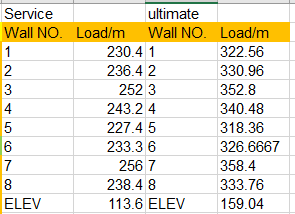 Service ultimate
Wall NO. Load/m Wall NO. Load/m
1 230.4 1 322.56
2 236.4 2 330.96
3 252 3 352.8
4 243.2 4 340.48
5 227.4 5 318.36
6 233.3 6 326.6667
7 256 7 358.4
8 238.4 8 333.76
ELEV 113.6 ELEV 159.04